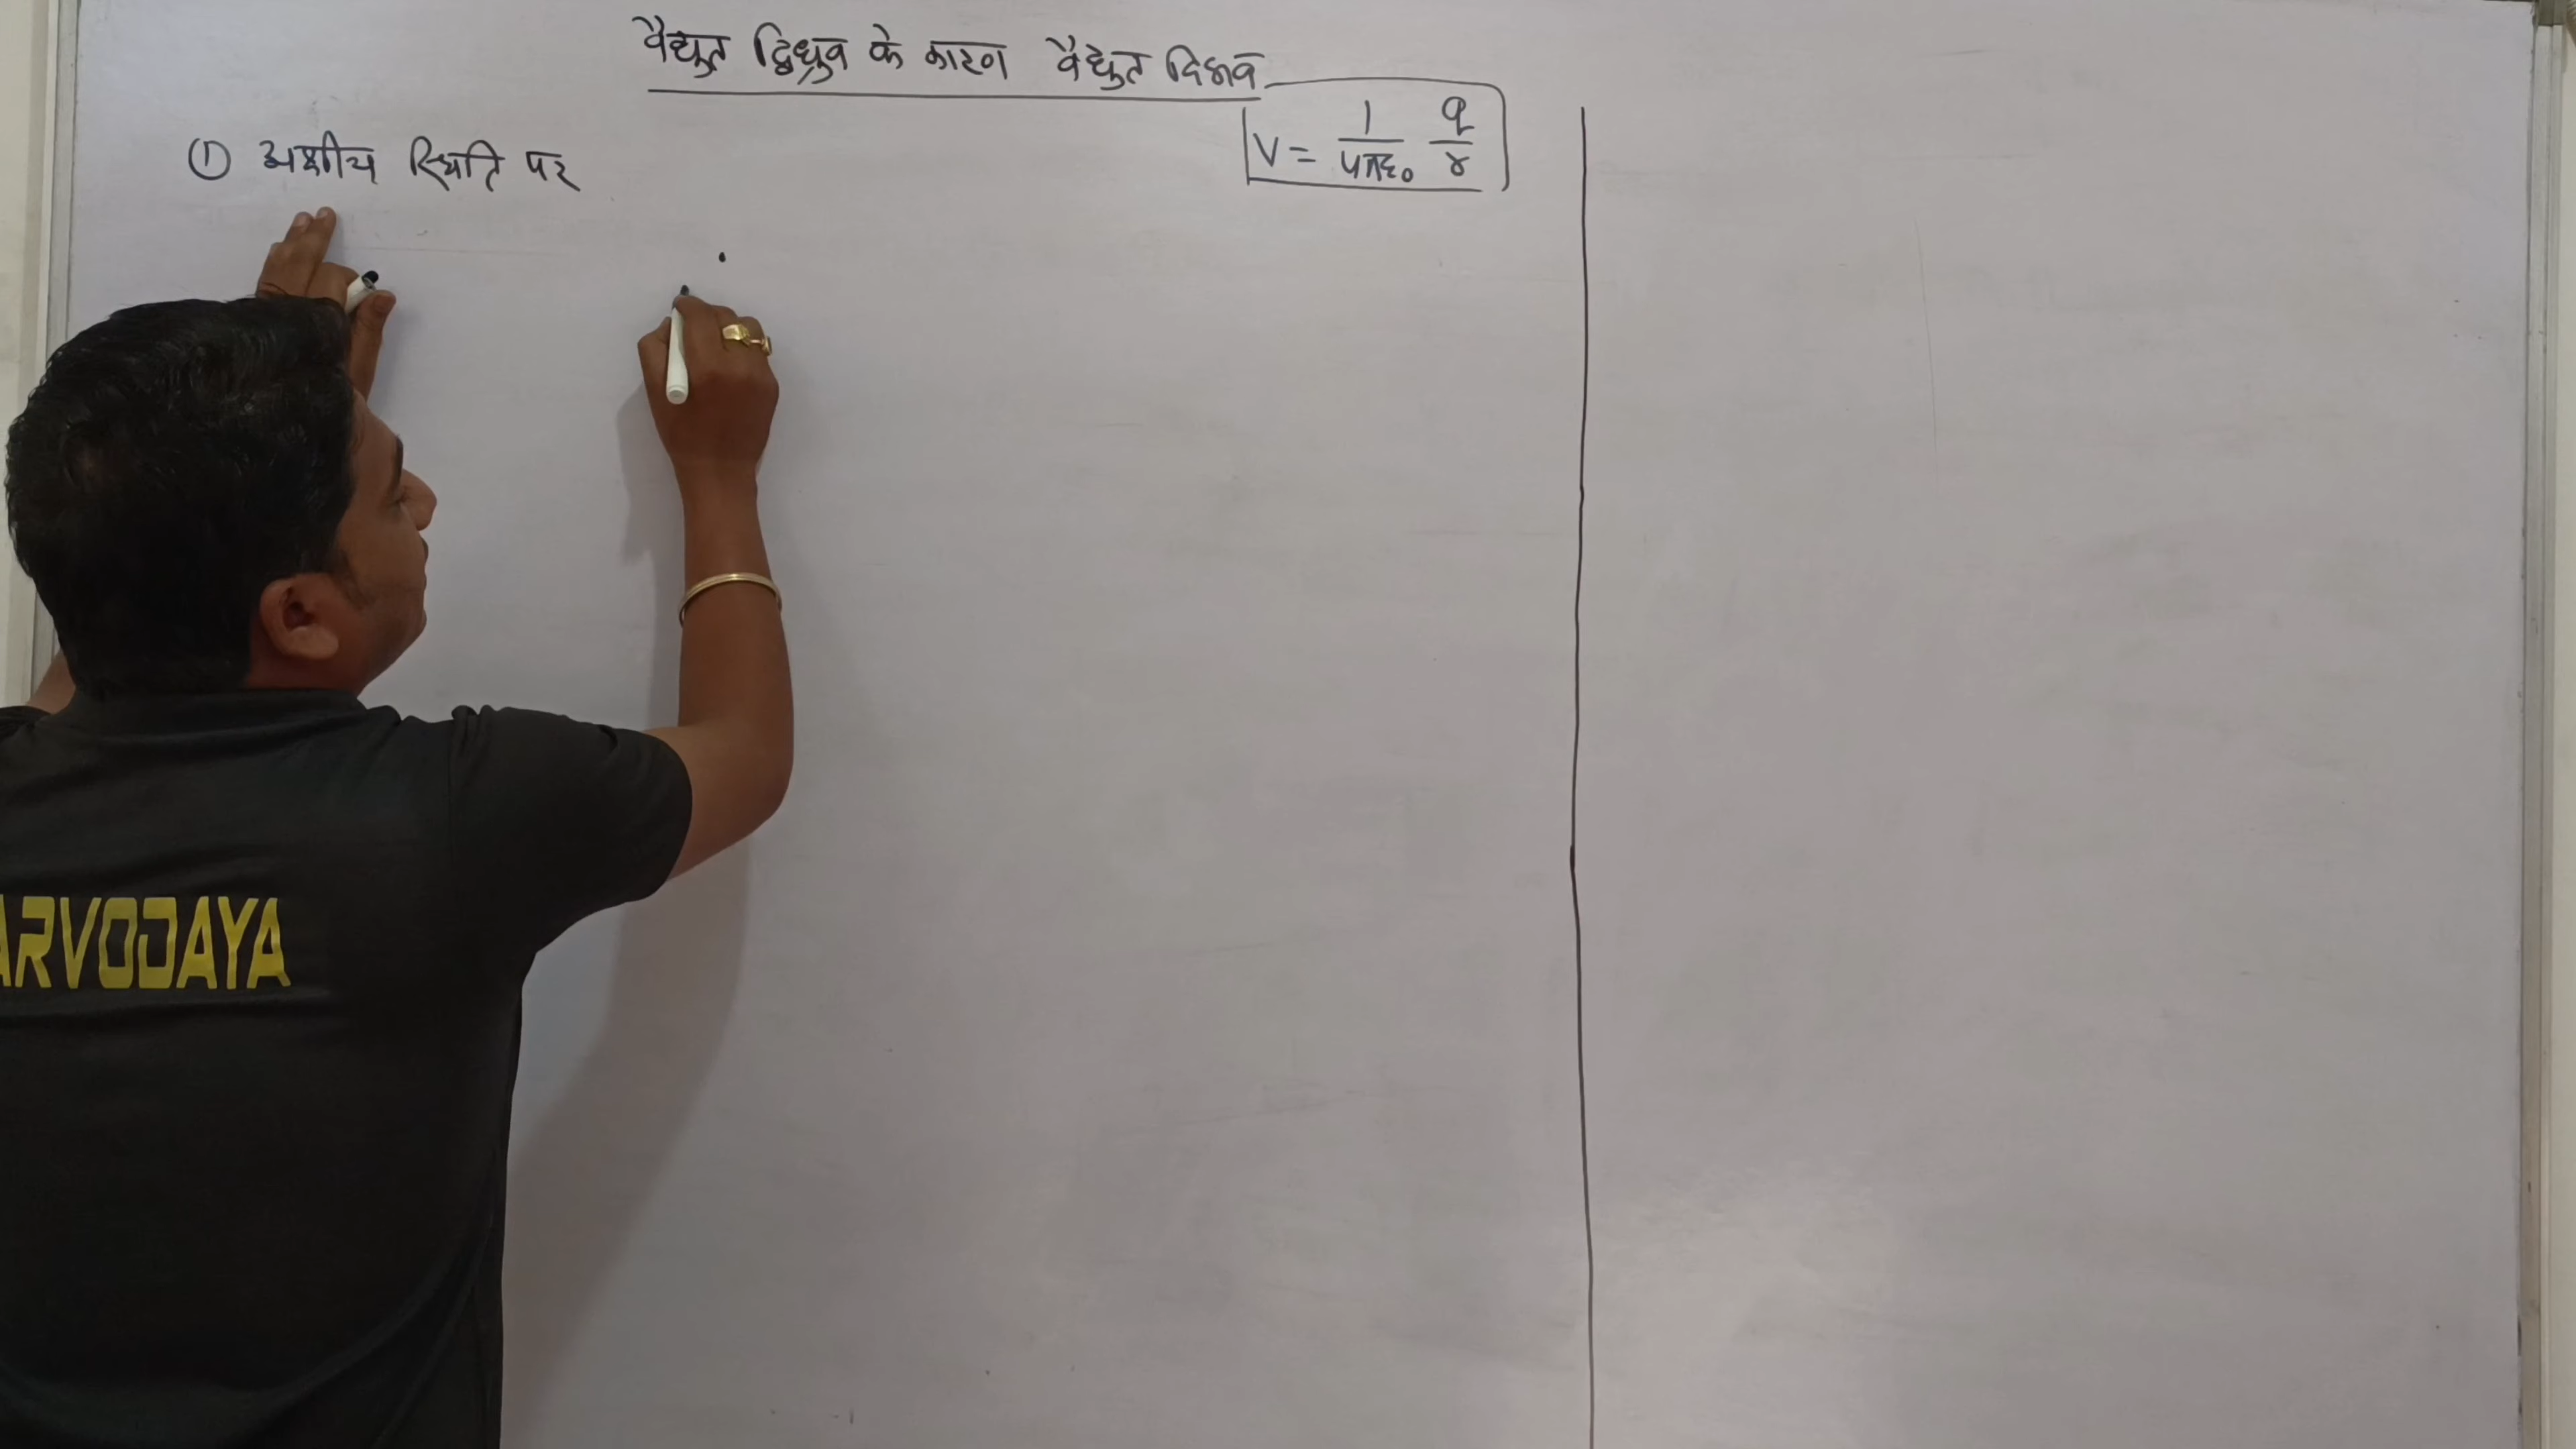 वैद्युत द्विध्रुव के कारण वैद्युत विभव
V = 1/4πε₀ q/r
① अक्षीय स्थिति पर
ARVODAYA